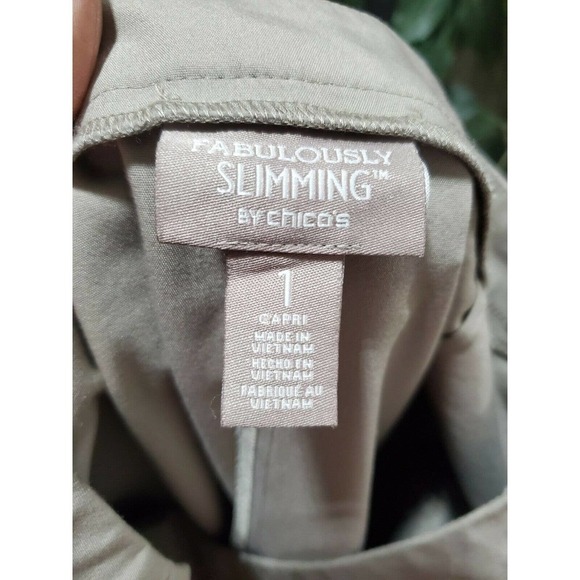 FABULOUSLY
SLIMMING™
BY chico's
1
CAPRI
MADE IN
VIETNAM
HECHO EN
VIETNAM
FABRIQUÉ AU
VIETNAM